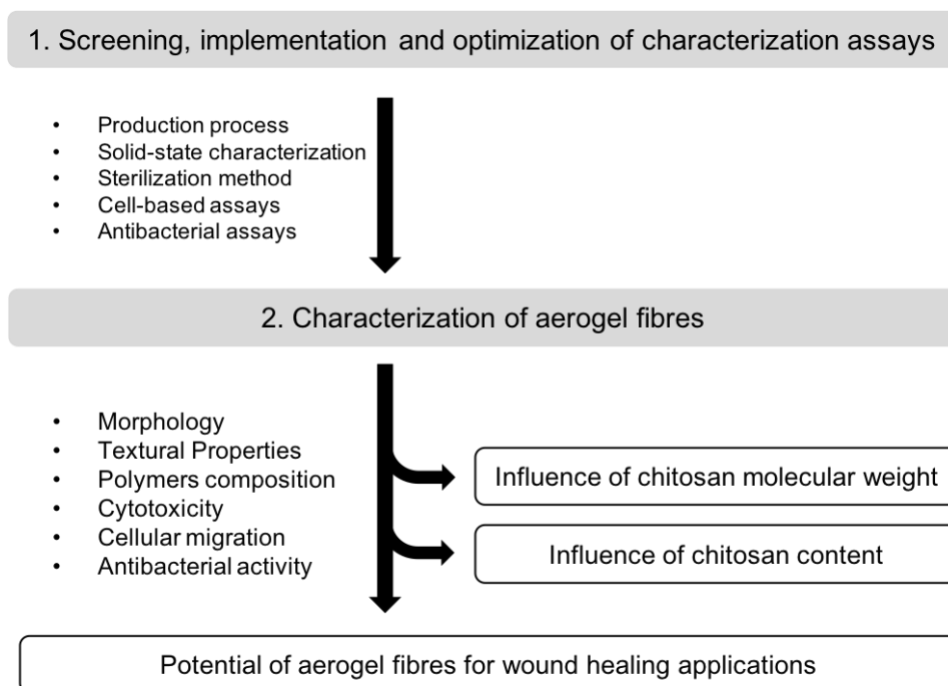 1. Screening, implementation and optimization of characterization assays
• Production process
• Solid-state characterization
• Sterilization method
• Cell-based assays
• Antibacterial assays
2. Characterization of aerogel fibres
• Morphology
• Textural Properties
• Polymers composition
• Cytotoxicity
• Cellular migration
• Antibacterial activity
Influence of chitosan molecular weight
Influence of chitosan content
Potential of aerogel fibres for wound healing applications